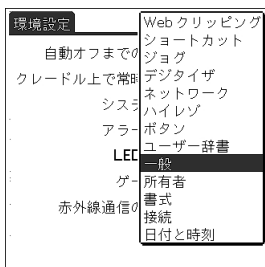 環境設定
自動オフまでの
クレードル上で常時
システ
アラー
LED
ゲー
赤外線通信の
Webクリッピング
ショートカット
ジョグ
デジタイザ
ネットワーク
ハイレゾ
ボタン
ユーザー辞書
一般
所有者
書式
接続
日付と時刻